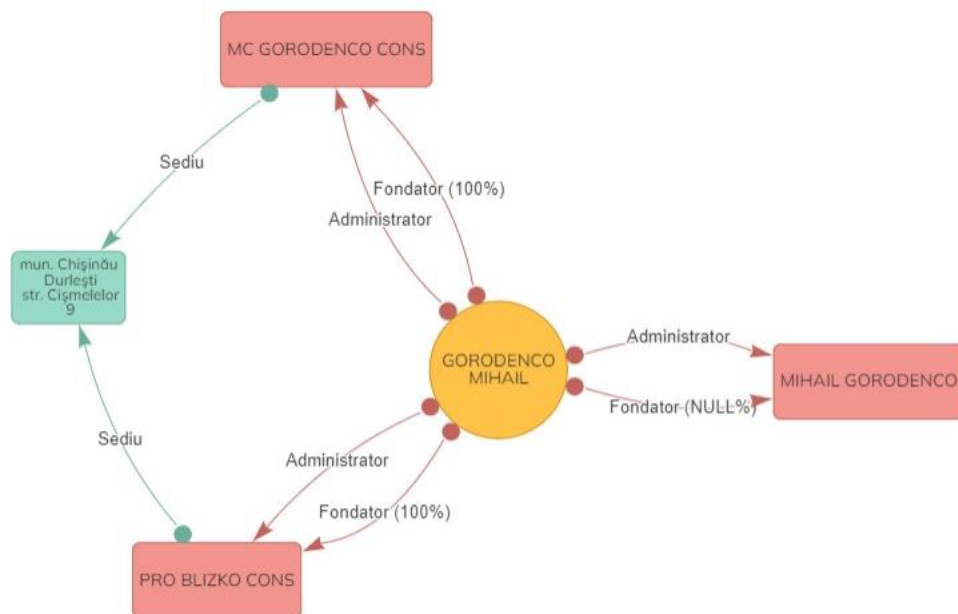 MC GORODENCO CONS
Sediu
Fondator (100%)
Administrator
mun. Chișinău
Durlești
str. Cișmelelor
9
GORODENCO
MIHAIL
Administrator
MIHAIL GORODENCO
Fondator (NULL%)
Sediu
Administrator
Fondator (100%)
PRO BLIZKO CONS